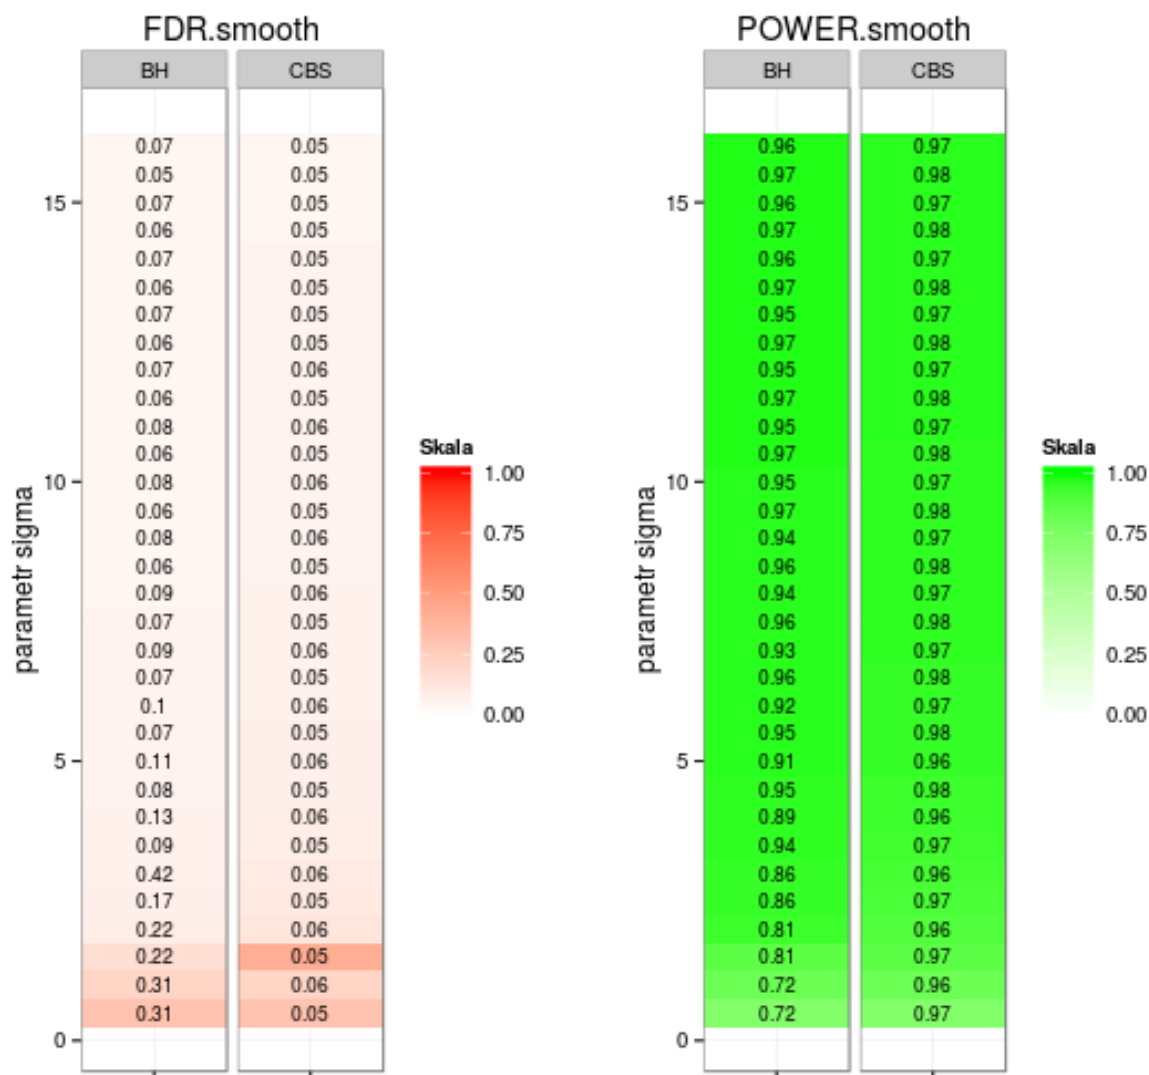 FDR.smooth POWER.smooth
BH CBS BH CBS
0.07 0.05 0.96 0.97
0.05 0.05 0.97 0.98
15 0.07 0.05 15 0.96 0.97
0.06 0.05 0.97 0.98
0.07 0.05 0.96 0.97
0.06 0.05 0.97 0.98
0.07 0.05 0.95 0.97
0.06 0.05 0.97 0.98
0.07 0.06 0.95 0.97
0.06 0.05 0.97 0.98
0.08 0.06 0.95 0.97
0.06 0.05 0.97 0.98
10 0.08 0.06 10 0.95 0.97
0.06 0.05 0.97 0.98
0.08 0.06 0.94 0.97
0.06 0.05 0.96 0.98
0.09 0.06 0.94 0.97
0.07 0.05 0.96 0.98
0.09 0.06 0.93 0.97
0.07 0.05 0.96 0.98
0.1 0.06 0.92 0.97
0.07 0.05 0.95 0.98
5 0.11 0.06 5 0.91 0.96
0.08 0.05 0.95 0.98
0.13 0.06 0.89 0.96
0.09 0.05 0.94 0.97
0.42 0.06 0.86 0.96
0.17 0.05 0.86 0.97
0.22 0.06 0.81 0.96
0.22 0.05 0.81 0.97
0.31 0.06 0.72 0.96
0.31 0.05 0.72 0.97
0 0
parametr sigma
parametr sigma
Skala
1.00
0.75
0.50
0.25
0.00
Skala
1.00
0.75
0.50
0.25
0.00